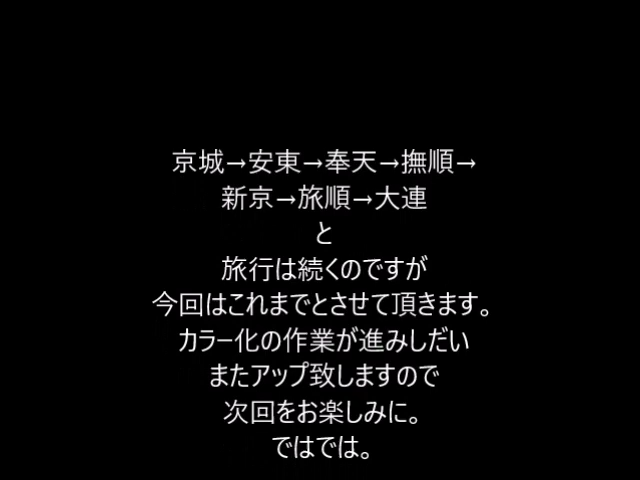 京城→安東→奉天→撫順→
新京→旅順→大連
と
旅行は続くのですが
今回はこれまでとさせて頂きます。
カラー化の作業が進みしだい
またアップ致しますので
次回をお楽しみに。
ではでは。